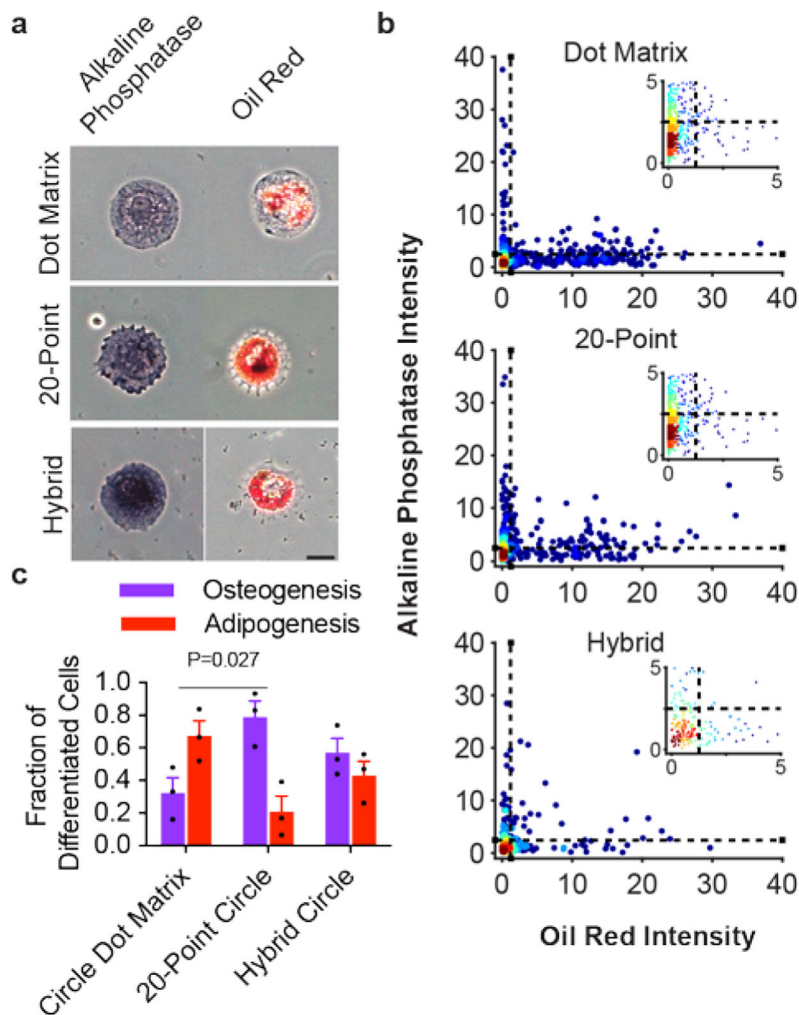 a
Alkaline
Phosphatase
Oil Red
Dot Matrix
20-Point
Hybrid
b
Alkaline Phosphatase Intensity
Dot Matrix
40
30
20
10
0
0 10 20 30 40
5
0
0 5
20-Point
40
30
20
10
0
0 10 20 30 40
5
0
0 5
Hybrid
40
30
20
10
0
0 10 20 30 40
5
0
0 5
Oil Red Intensity
c
Osteogenesis
Adipogenesis
P=0.027
Fraction of
Differentiated Cells
1.0
0.8
0.6
0.4
0.2
0.0
Circle Dot Matrix
20-Point Circle
Hybrid Circle